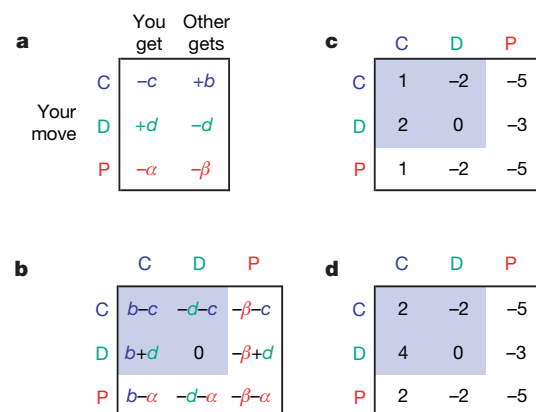 a
You get Other gets
C –c +b
Your move D +d –d
P –α –β
c
C D P
C 1 –2 –5
D 2 0 –3
P 1 –2 –5
b
C D P
C b–c –d–c –β–c
D b+d 0 –β+d
P b–α –d–α –β–α
d
C D P
C 2 –2 –5
D 4 0 –3
P 2 –2 –5